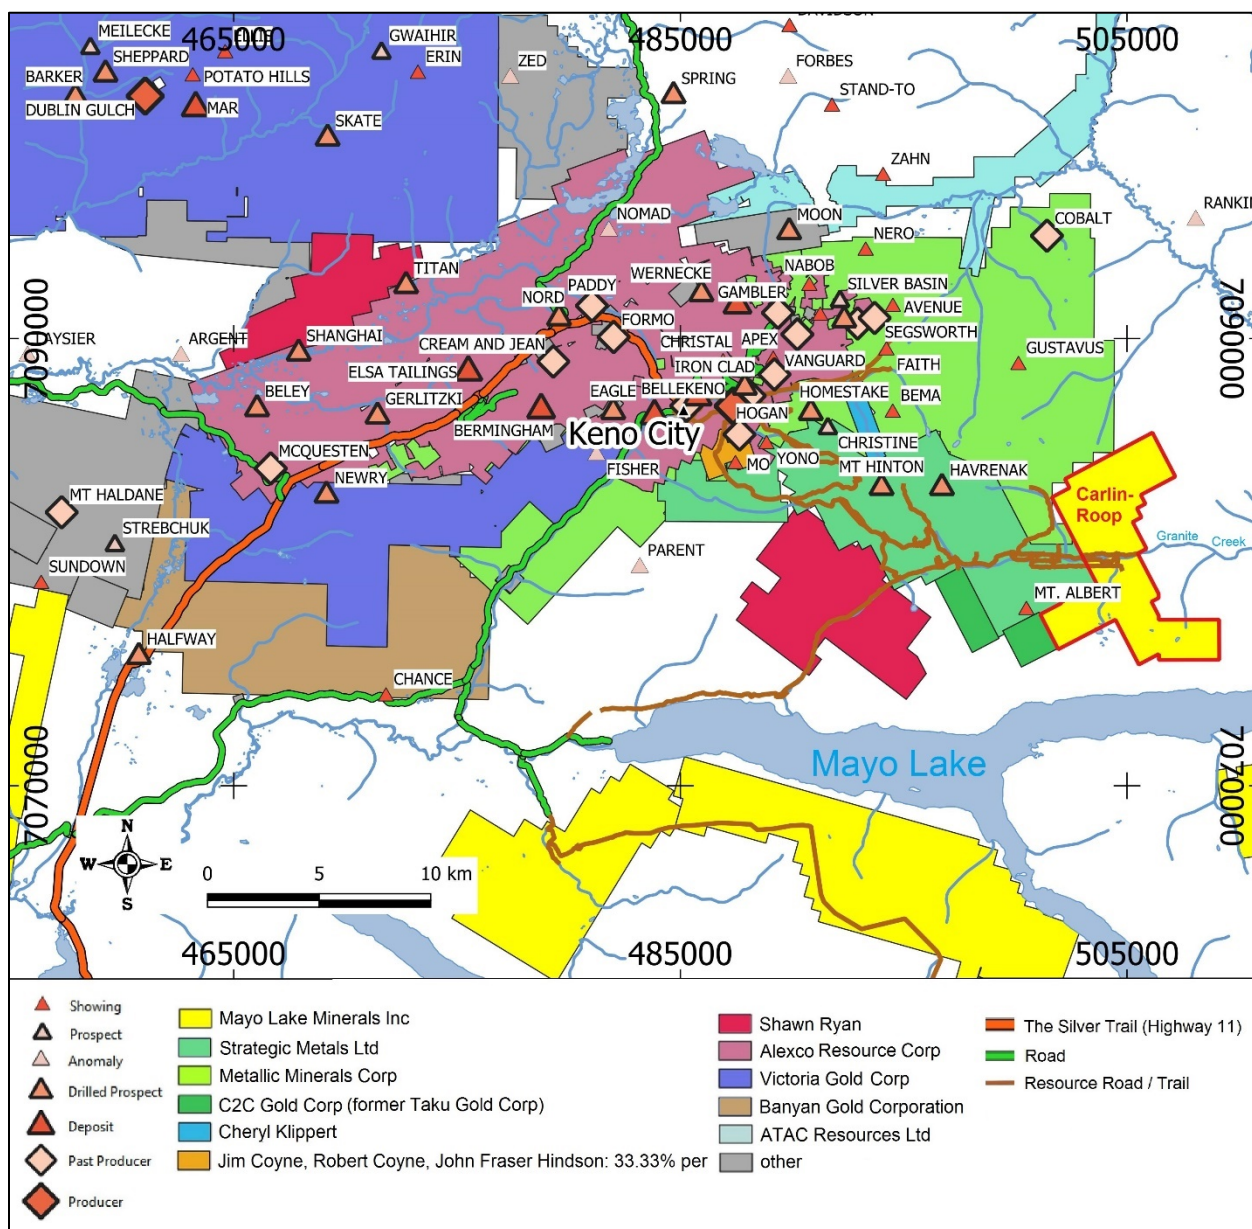 DAVIDSON
MEILECKE
465000
ELLIS
GWAIHIR
485000
505000
SHEPPARD
ERIN
ZED
FORBES
BARKER
POTATO HILLS
SPRING
DUBLIN GULCH
MAR
STAND-TO
SKATE
ZAHN
NOMAD
MOON
COBALT
RANKIN
NERO
TITAN
WERNECKE
NABOB
PADDY
GAMBLER
SILVER BASIN
NORD
AVENUE
7090000
FORMO
SEGSWORTH
7090000
SHANGHAI
CREAM AND JEAN
CHRISTAL
APEX
AYSIER
ARGENT
VANGUARD
FAITH
GUSTAVUS
ELSA TAILINGS
IRON CLAD
BELEY
GERLITZKI
EAGLE
BELLEKENO
HOMESTAKE
BEMA
BERMINGHAM
Keno City
HOGAN
MCQUESTEN
CHRISTINE
FISHER
MO
YONO
MT HINTON
HAVRENAK
NEWRY
MT HALDANE
Carlin-
Roop
STREBCHUK
PARENT
Granite Creek
SUNDOWN
MT. ALBERT
HALFWAY
CHANCE
7070000
Mayo Lake
7070000
N
W E
S
0 5 10 km
465000
485000
505000
Showing
Prospect
Anomaly
Drilled Prospect
Deposit
Past Producer
Producer
Mayo Lake Minerals Inc
Strategic Metals Ltd
Metallic Minerals Corp
C2C Gold Corp (former Taku Gold Corp)
Cheryl Klippert
Jim Coyne, Robert Coyne, John Fraser Hindson: 33.33% per
Shawn Ryan
Alexco Resource Corp
Victoria Gold Corp
Banyan Gold Corporation
ATAC Resources Ltd
other
The Silver Trail (Highway 11)
Road
Resource Road / Trail